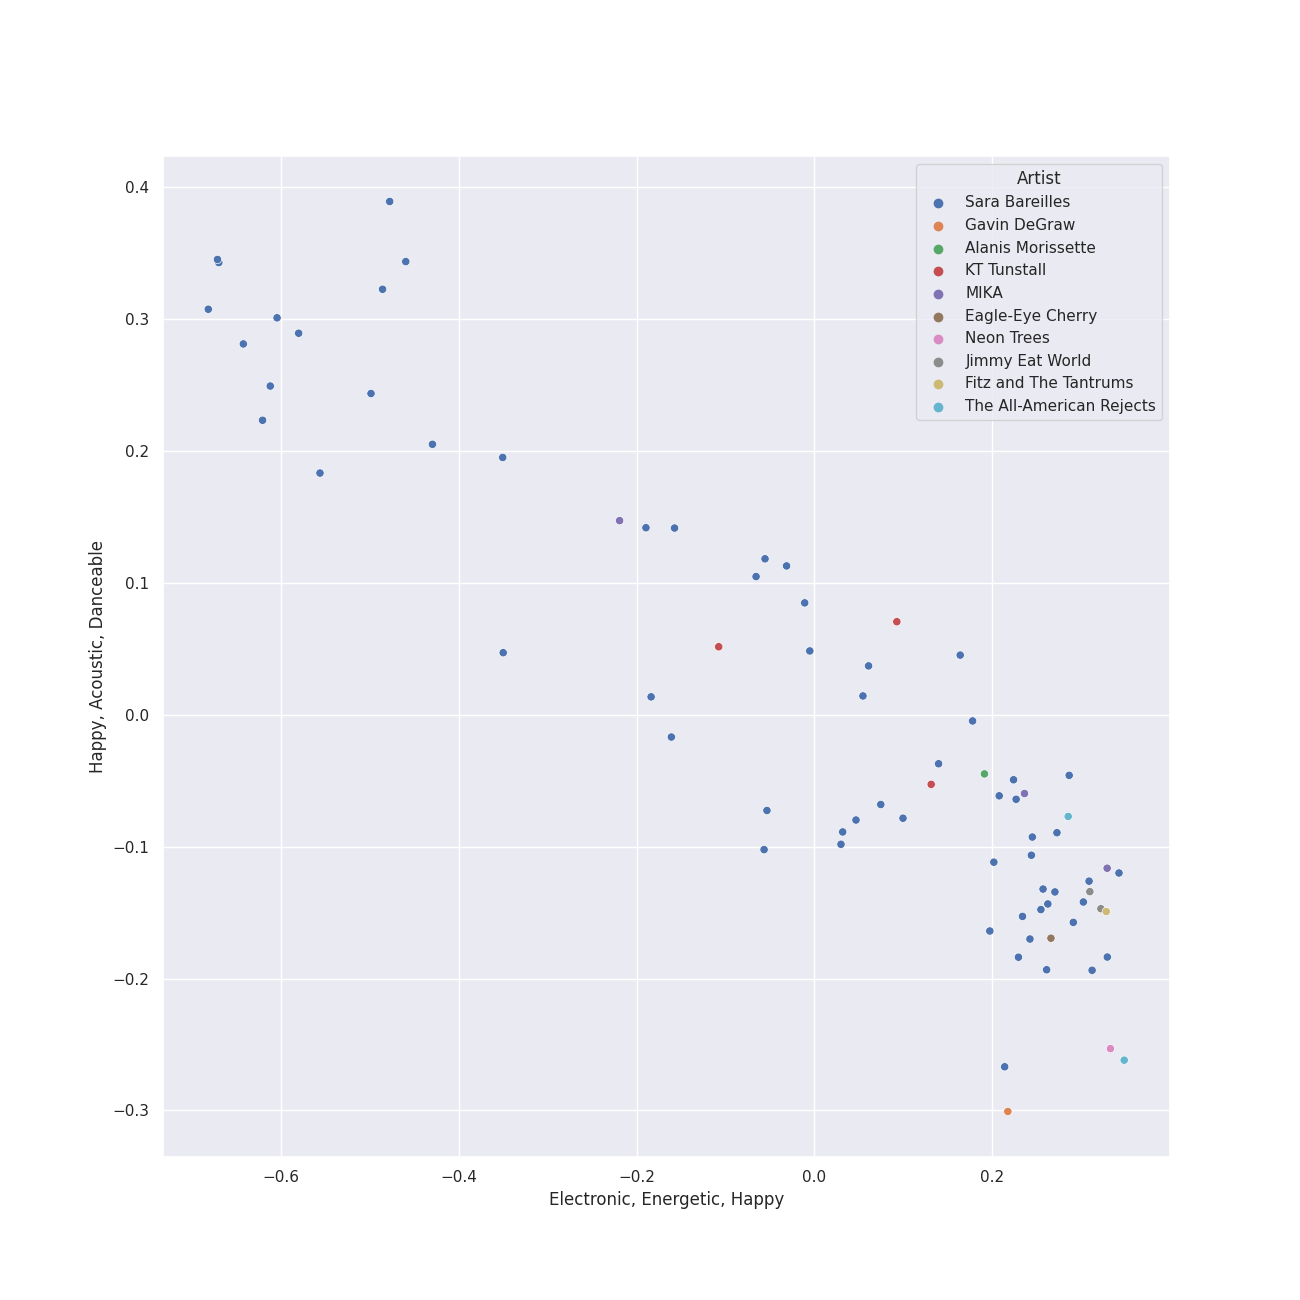 Artist
Sara Bareilles
Gavin DeGraw
Alanis Morissette
KT Tunstall
MIKA
Eagle-Eye Cherry
Neon Trees
Jimmy Eat World
Fitz and The Tantrums
The All-American Rejects
0.4
0.3
0.2
0.1
0.0
−0.1
−0.2
−0.3
Happy, Acoustic, Danceable
−0.6 −0.4 −0.2 0.0 0.2
Electronic, Energetic, Happy